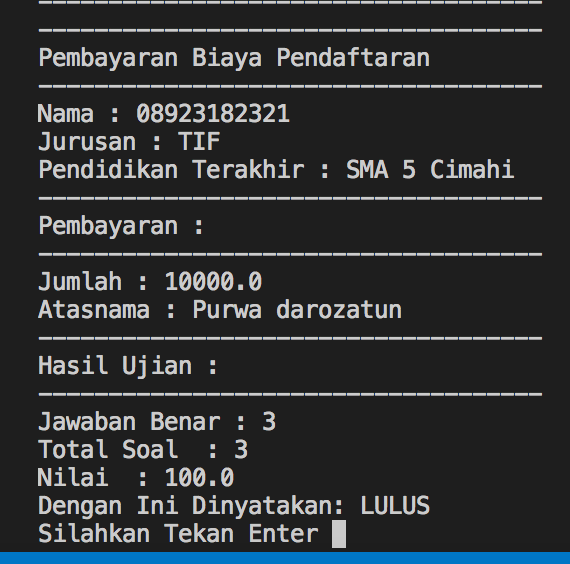 ------------------------------------
------------------------------------
Pembayaran Biaya Pendaftaran
------------------------------------
Nama : 08923182321
Jurusan : TIF
Pendidikan Terakhir : SMA 5 Cimahi
------------------------------------
Pembayaran :
------------------------------------
Jumlah : 10000.0
Atasnama : Purwa darozatun
------------------------------------
Hasil Ujian :
------------------------------------
Jawaban Benar : 3
Total Soal  : 3
Nilai  : 100.0
Dengan Ini Dinyatakan: LULUS
Silahkan Tekan Enter